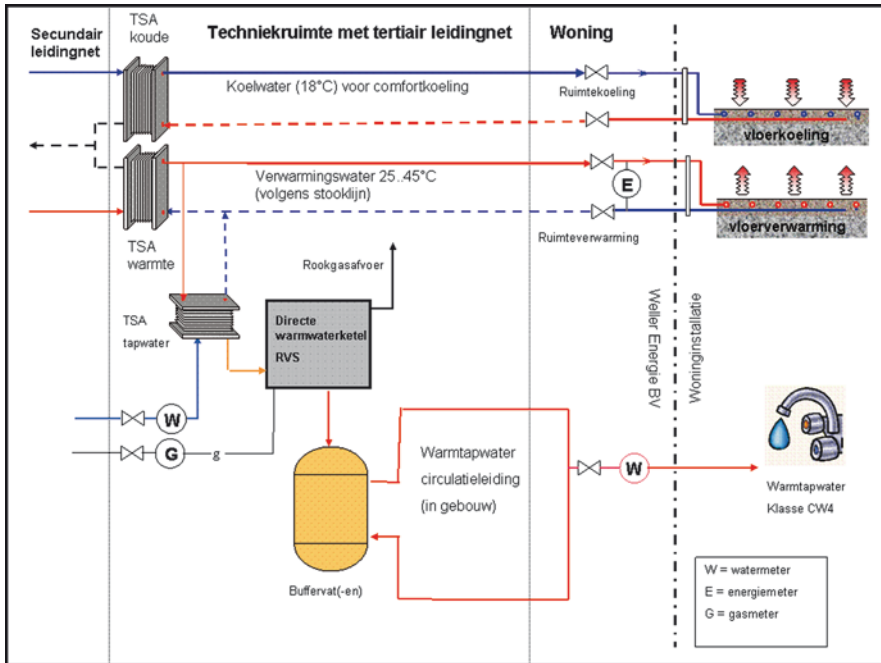 Secundair
leidingnet
TSA
koude
Techniekruimte met tertiair leidingnet
Woning
Koelwater (18°C) voor comfortkoeling
Ruimtekoeling
vloerkoeling
Verwarmingswater 25..45°C
(volgens stooklijn)
E
Ruimteverwarming
vloerverwarming
TSA
warmte
Rookgasafvoer
TSA
tapwater
Directe
warmwaterketel
RVS
Weller Energie BV
Woninginstallatie
W
G
g
Warmtapwater
circulatieleiding
(in gebouw)
W
Warmtapwater
Klasse CW4
Buffervat(-en)
W = watermeter
E = energiemeter
G = gasmeter